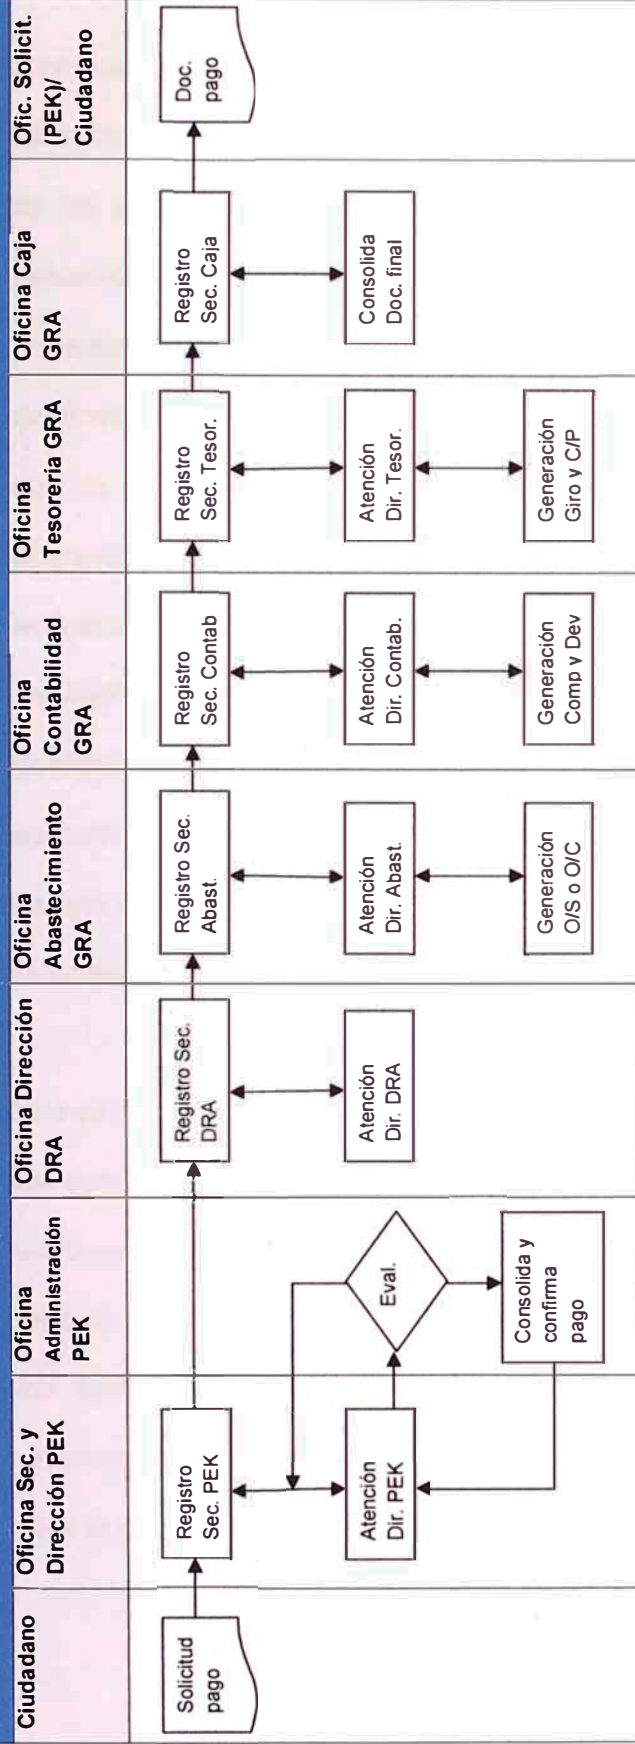 Ciudadano
Oficina Sec. y
Dirección PEK
Oficina
Administración
PEK
Oficina Dirección
DRA
Oficina
Abastecimiento
GRA
Oficina
Contabilidad
GRA
Oficina
Tesorería GRA
Oficina Caja
GRA
Ofic. Solicit.
(PEK)/
Ciudadano
Solicitud
pago
Registro
Sec. PEK
Registro Sec.
DRA
Registro Sec.
Abast.
Registro
Sec. Contab
Registro
Sec. Tesor.
Registro
Sec. Caja
Doc.
pago
Atención
Dir. PEK
Eval.
Atención
Dir. DRA
Atención
Dir. Abast.
Atención
Dir. Contab.
Atención
Dir. Tesor.
Consolida
Doc. final
Consolida y
confirma
pago
Generación
O/S o O/C
Generación
Comp y Dev
Generación
Giro y C/P